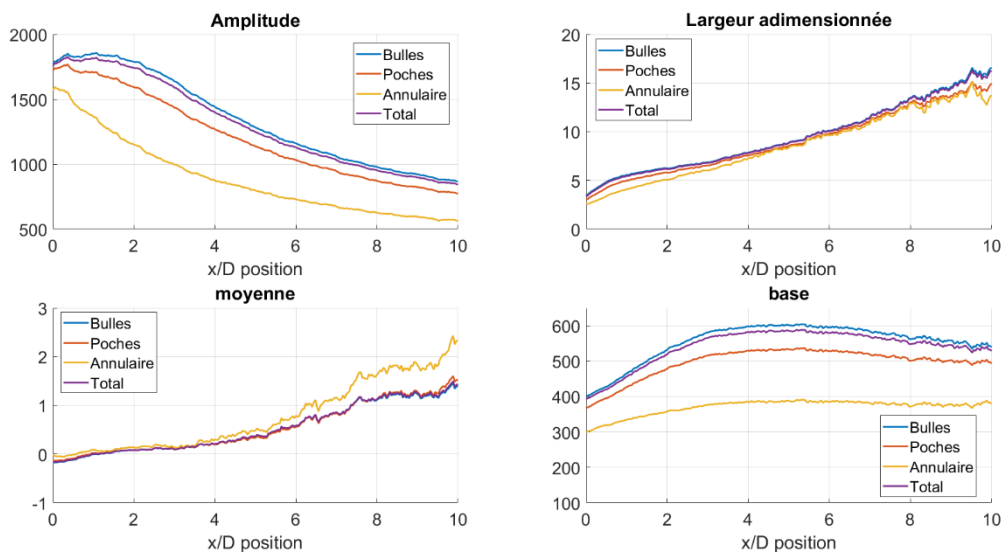 Amplitude
2000
1500
1000
500
0
2
4
6
8
10
x/D position
Bulles
Poches
Annulaire
Total
Largeur adimensionnée
20
15
10
5
0
0
2
4
6
8
10
x/D position
Bulles
Poches
Annulaire
Total
moyenne
3
2
1
0
-1
0
2
4
6
8
10
x/D position
Bulles
Poches
Annulaire
Total
base
600
500
400
300
200
100
0
2
4
6
8
10
x/D position
Bulles
Poches
Annulaire
Total